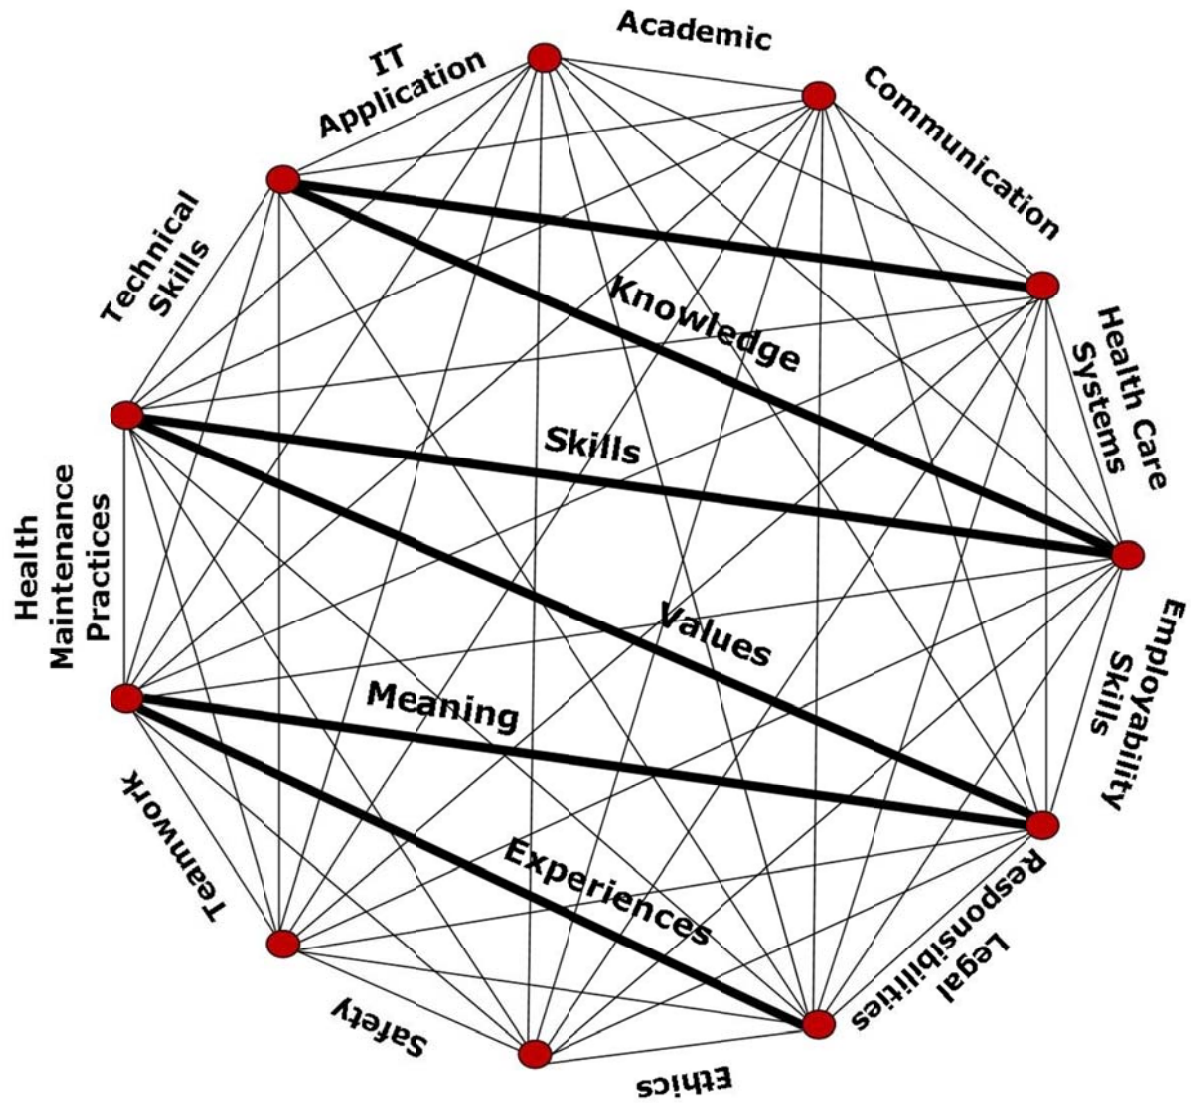 Academic
IT
Application
Communication
Technical
Skills
Knowledge
Health Care
Systems
Skills
Health
Maintenance
Practices
Values
Employability
Skills
Meaning
Teamwork
Experiences
Legal
Responsibilities
Safety
Ethics